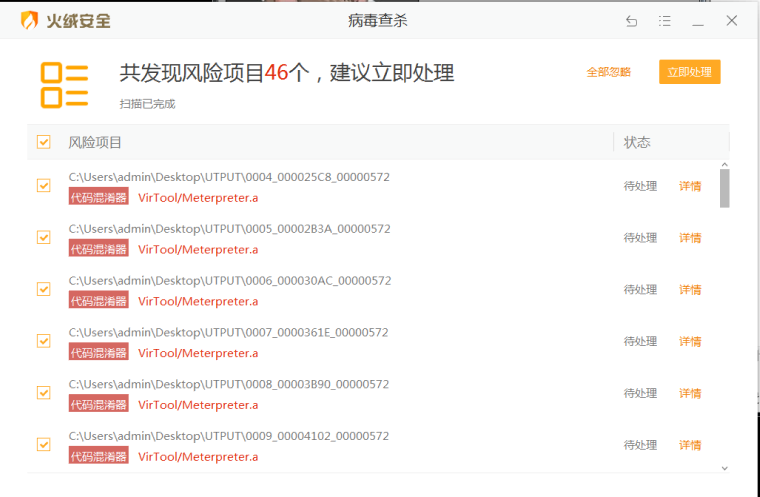 火绒安全
病毒查杀
共发现风险项目46个，建议立即处理
全部忽略
立即处理
扫描已完成
风险项目
状态
C:\Users\admin\Desktop\UTPUT\0004_000025C8_00000572
代码混淆器 VirTool/Meterpreter.a
待处理 详情
C:\Users\admin\Desktop\UTPUT\0005_00002B3A_00000572
代码混淆器 VirTool/Meterpreter.a
待处理 详情
C:\Users\admin\Desktop\UTPUT\0006_000030AC_00000572
代码混淆器 VirTool/Meterpreter.a
待处理 详情
C:\Users\admin\Desktop\UTPUT\0007_0000361E_00000572
代码混淆器 VirTool/Meterpreter.a
待处理 详情
C:\Users\admin\Desktop\UTPUT\0008_00003B90_00000572
代码混淆器 VirTool/Meterpreter.a
待处理 详情
C:\Users\admin\Desktop\UTPUT\0009_00004102_00000572
代码混淆器 VirTool/Meterpreter.a
待处理 详情